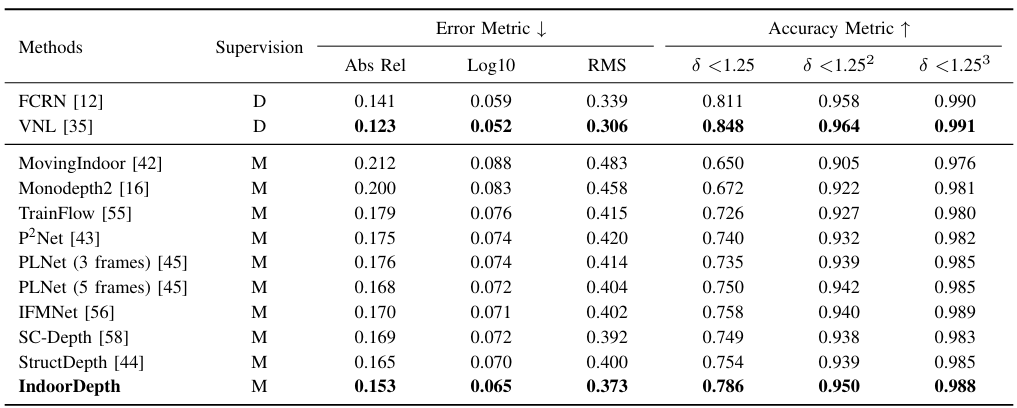 Methods Supervision Error Metric ↓ Accuracy Metric ↑
Abs Rel Log10 RMS δ <1.25 δ <1.25² δ <1.25³
FCRN [12] D 0.141 0.059 0.339 0.811 0.958 0.990
VNL [35] D 0.123 0.052 0.306 0.848 0.964 0.991
MovingIndoor [42] M 0.212 0.088 0.483 0.650 0.905 0.976
Monodepth2 [16] M 0.200 0.083 0.458 0.672 0.922 0.981
TrainFlow [55] M 0.179 0.076 0.415 0.726 0.927 0.980
P²Net [43] M 0.175 0.074 0.420 0.740 0.932 0.982
PLNet (3 frames) [45] M 0.176 0.074 0.414 0.735 0.939 0.985
PLNet (5 frames) [45] M 0.168 0.072 0.404 0.750 0.942 0.985
IFMNet [56] M 0.170 0.071 0.402 0.758 0.940 0.989
SC-Depth [58] M 0.169 0.072 0.392 0.749 0.938 0.983
StructDepth [44] M 0.165 0.070 0.400 0.754 0.939 0.985
IndoorDepth M 0.153 0.065 0.373 0.786 0.950 0.988